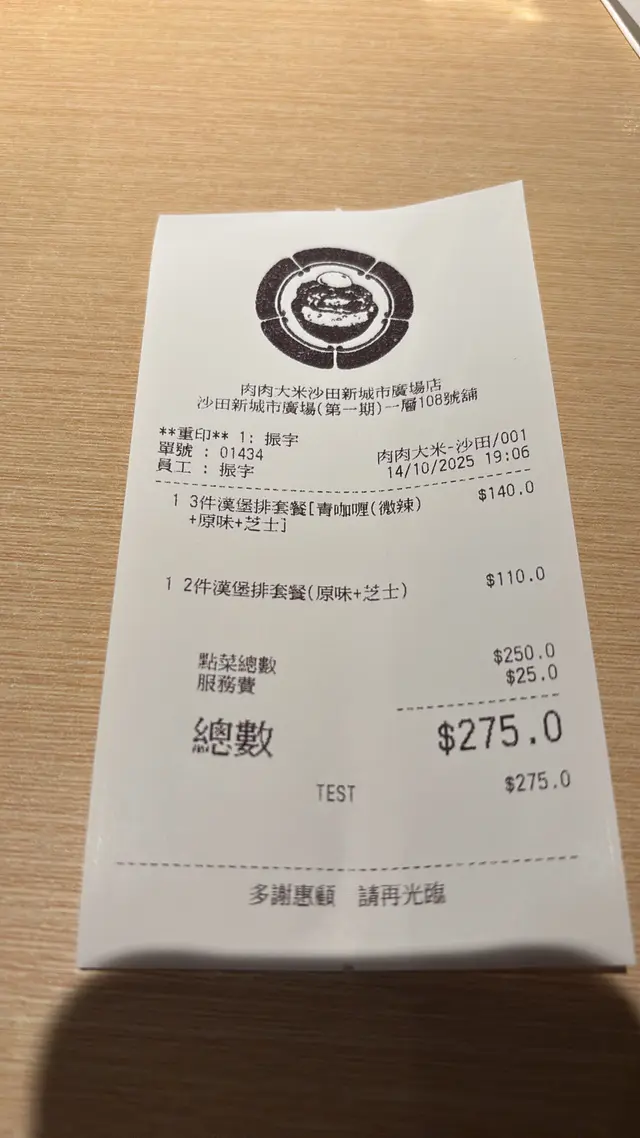 肉肉大米沙田新城市廣場店
沙田新城市廣場(第一期)一層108號舖
**重印** 1: 振宇
單號 : 01434 肉肉大米-沙田/001
員工 : 振宇 14/10/2025 19:06
1 3件漢堡排套餐[青咖喱(微辣) $140.0
+原味+芝士]
1 2件漢堡排套餐(原味+芝士) $110.0
點菜總數 $250.0
服務費 $25.0
總數 $275.0
TEST $275.0
多謝惠顧 請再光臨